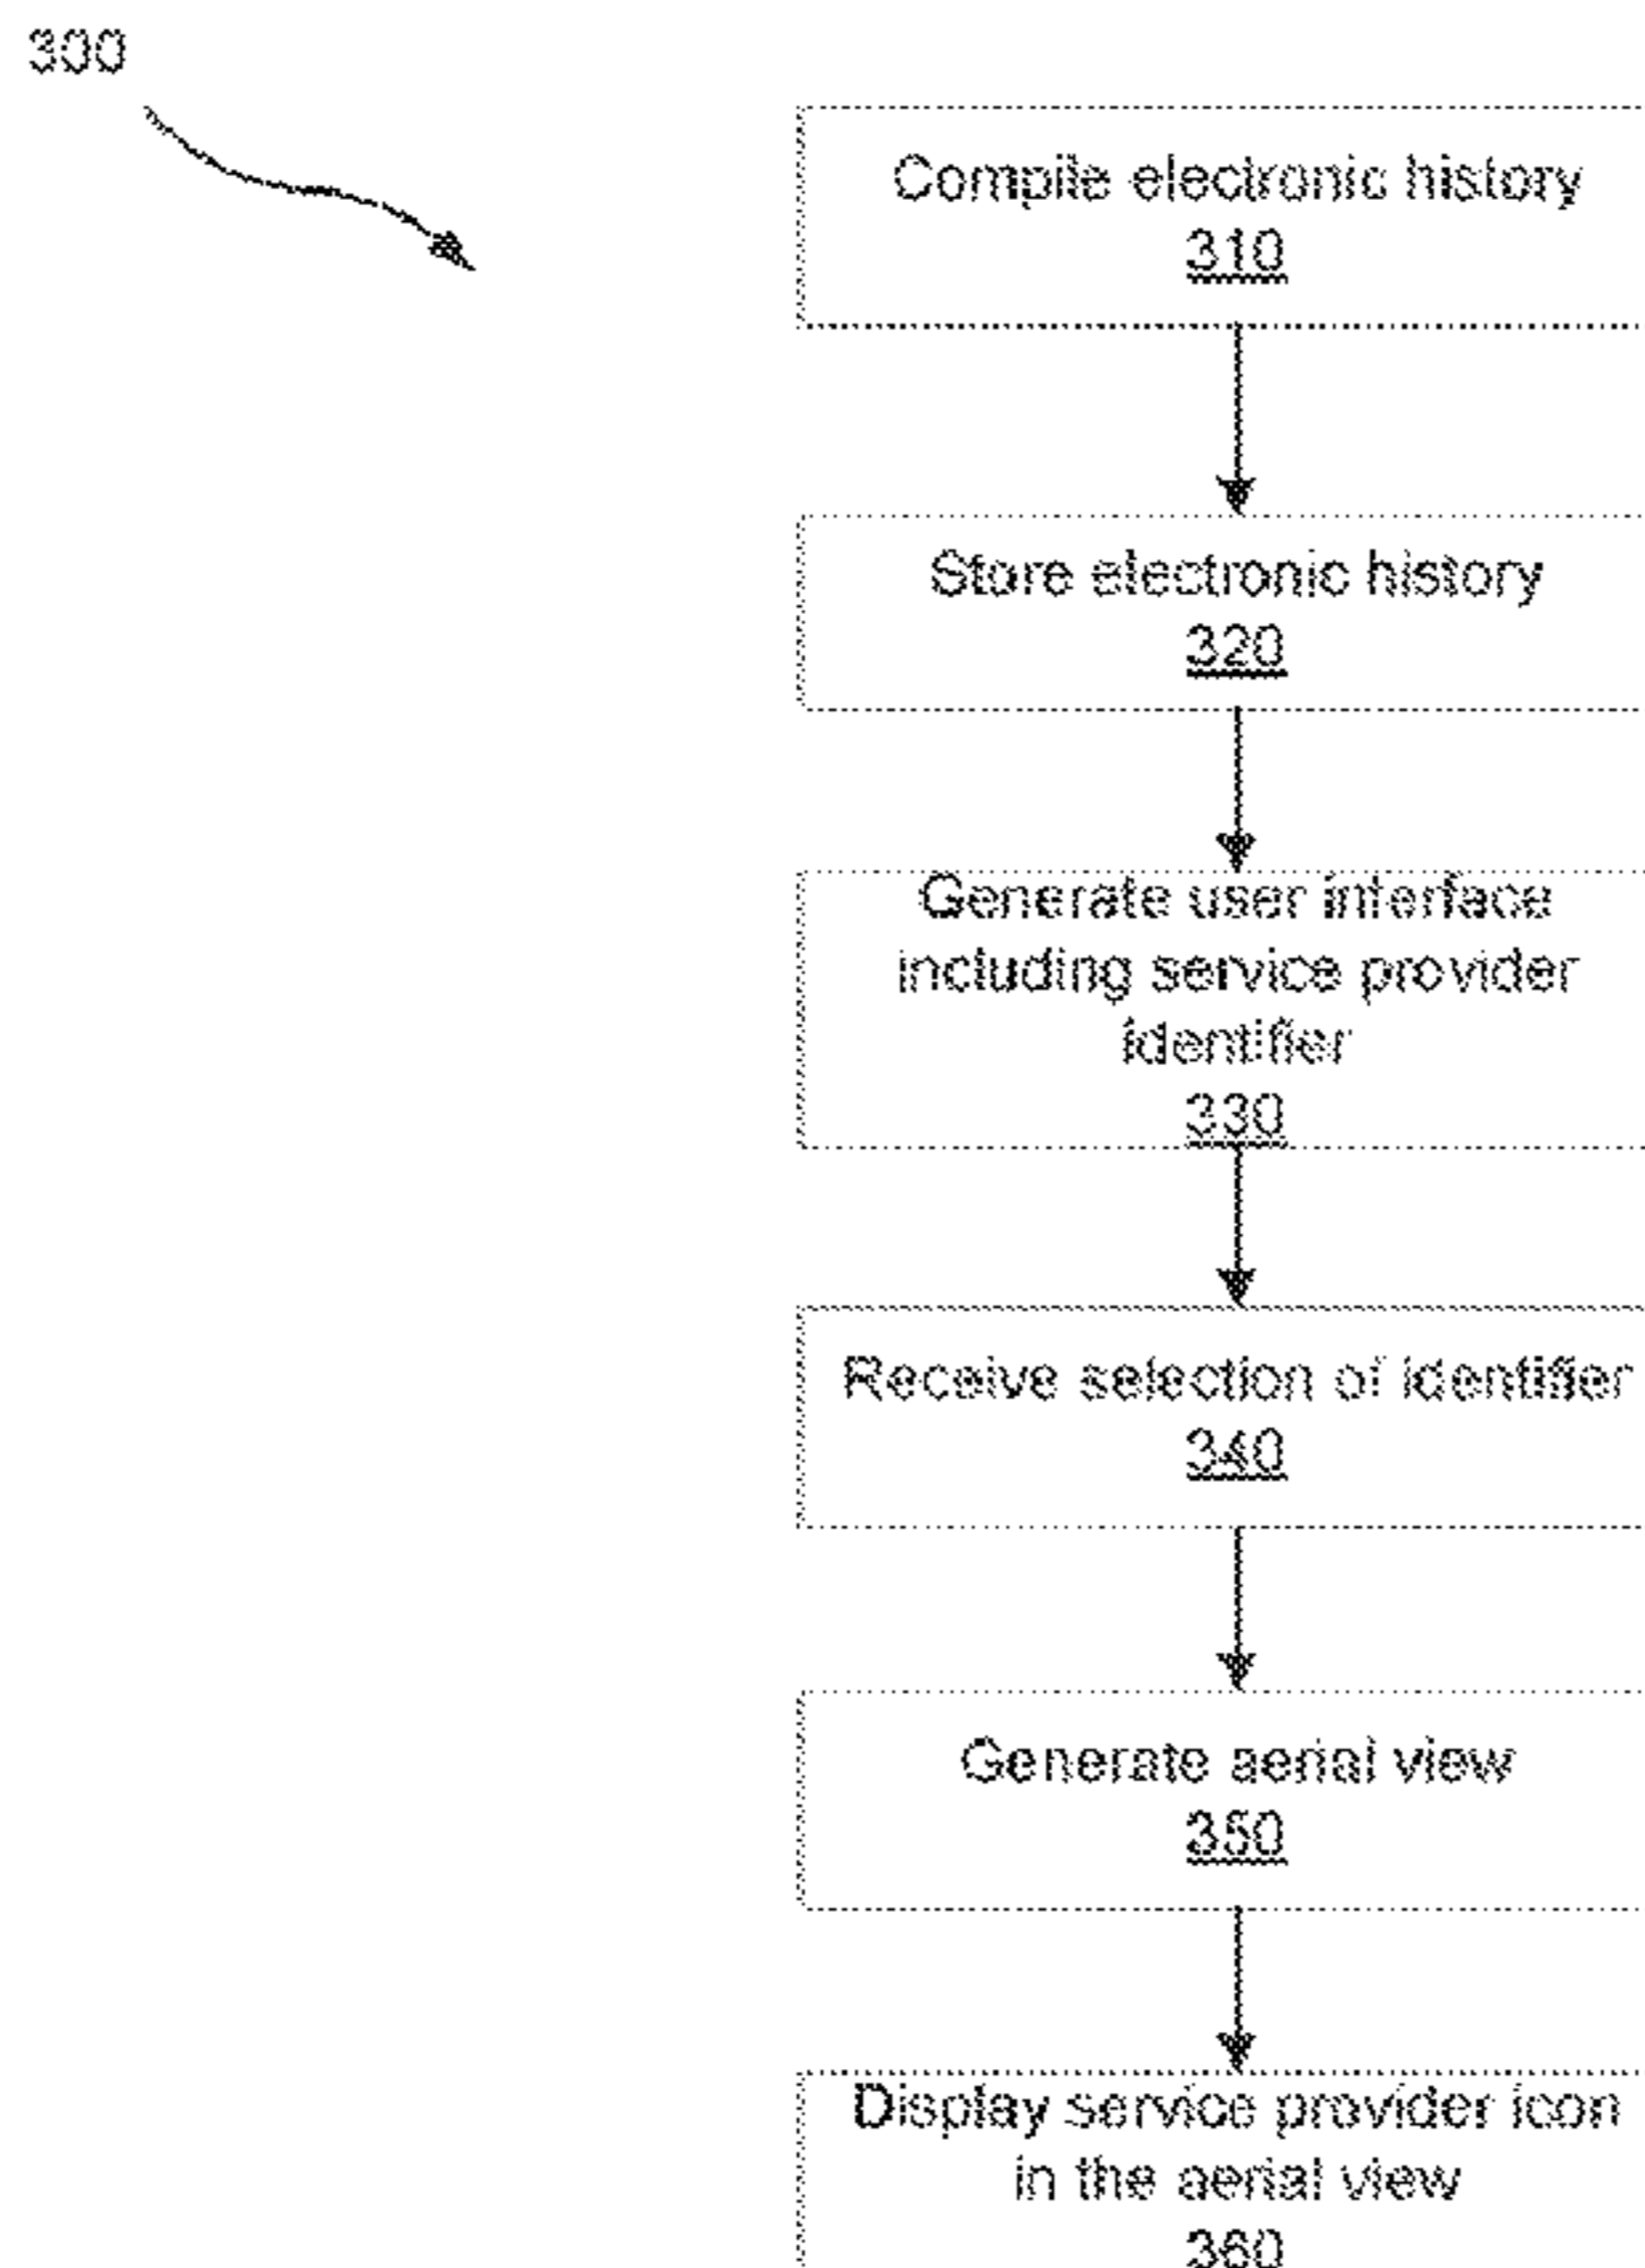 300
Compile electronic history
310
Store electronic history
320
Generate user interface
including service provider
identifier
330
Receive selection of identifier
340
Generate aerial view
350
Display service provider icon
in the aerial view
360